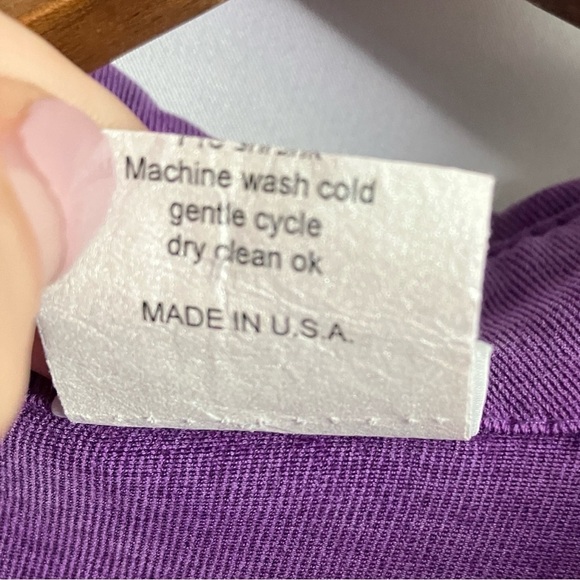 Machine wash cold
gentle cycle
dry clean ok
MADE IN U.S.A.